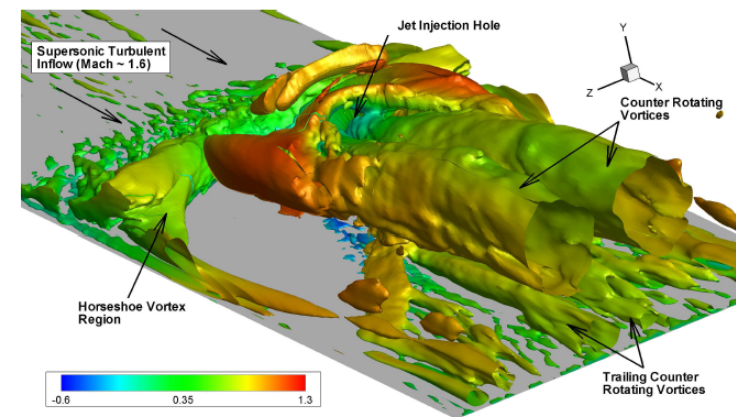 Jet Injection Hole
Supersonic Turbulent
Inflow (Mach ~ 1.6)
Y
Z
X
Counter Rotating
Vortices
Horseshoe Vortex
Region
-0.6
0.35
1.3
Trailing Counter
Rotating Vortices